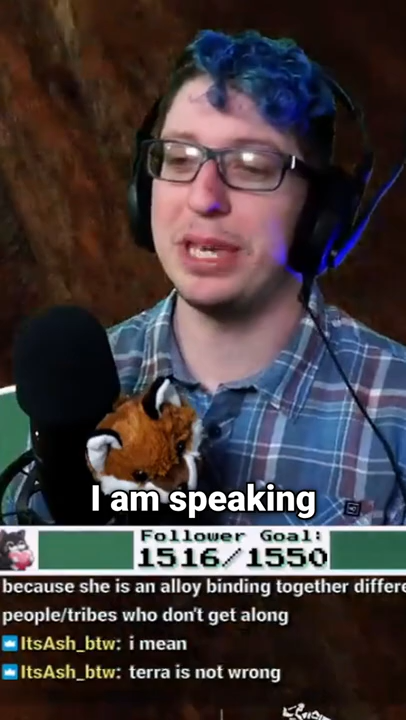 I am speaking
Follower Goal:
1516/1550
because she is an alloy binding together differe
people/tribes who don't get along
ItsAsh_btw: i mean
ItsAsh_btw: terra is not wrong